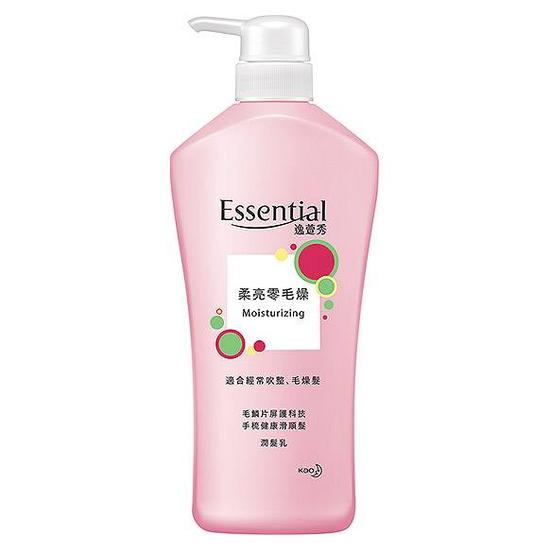 Essential
逸萱秀
柔亮零毛燥
Moisturizing
適合經常吹整、毛燥髮
毛鱗片屏護科技
手梳健康滑順髮
潤髮乳
KAO